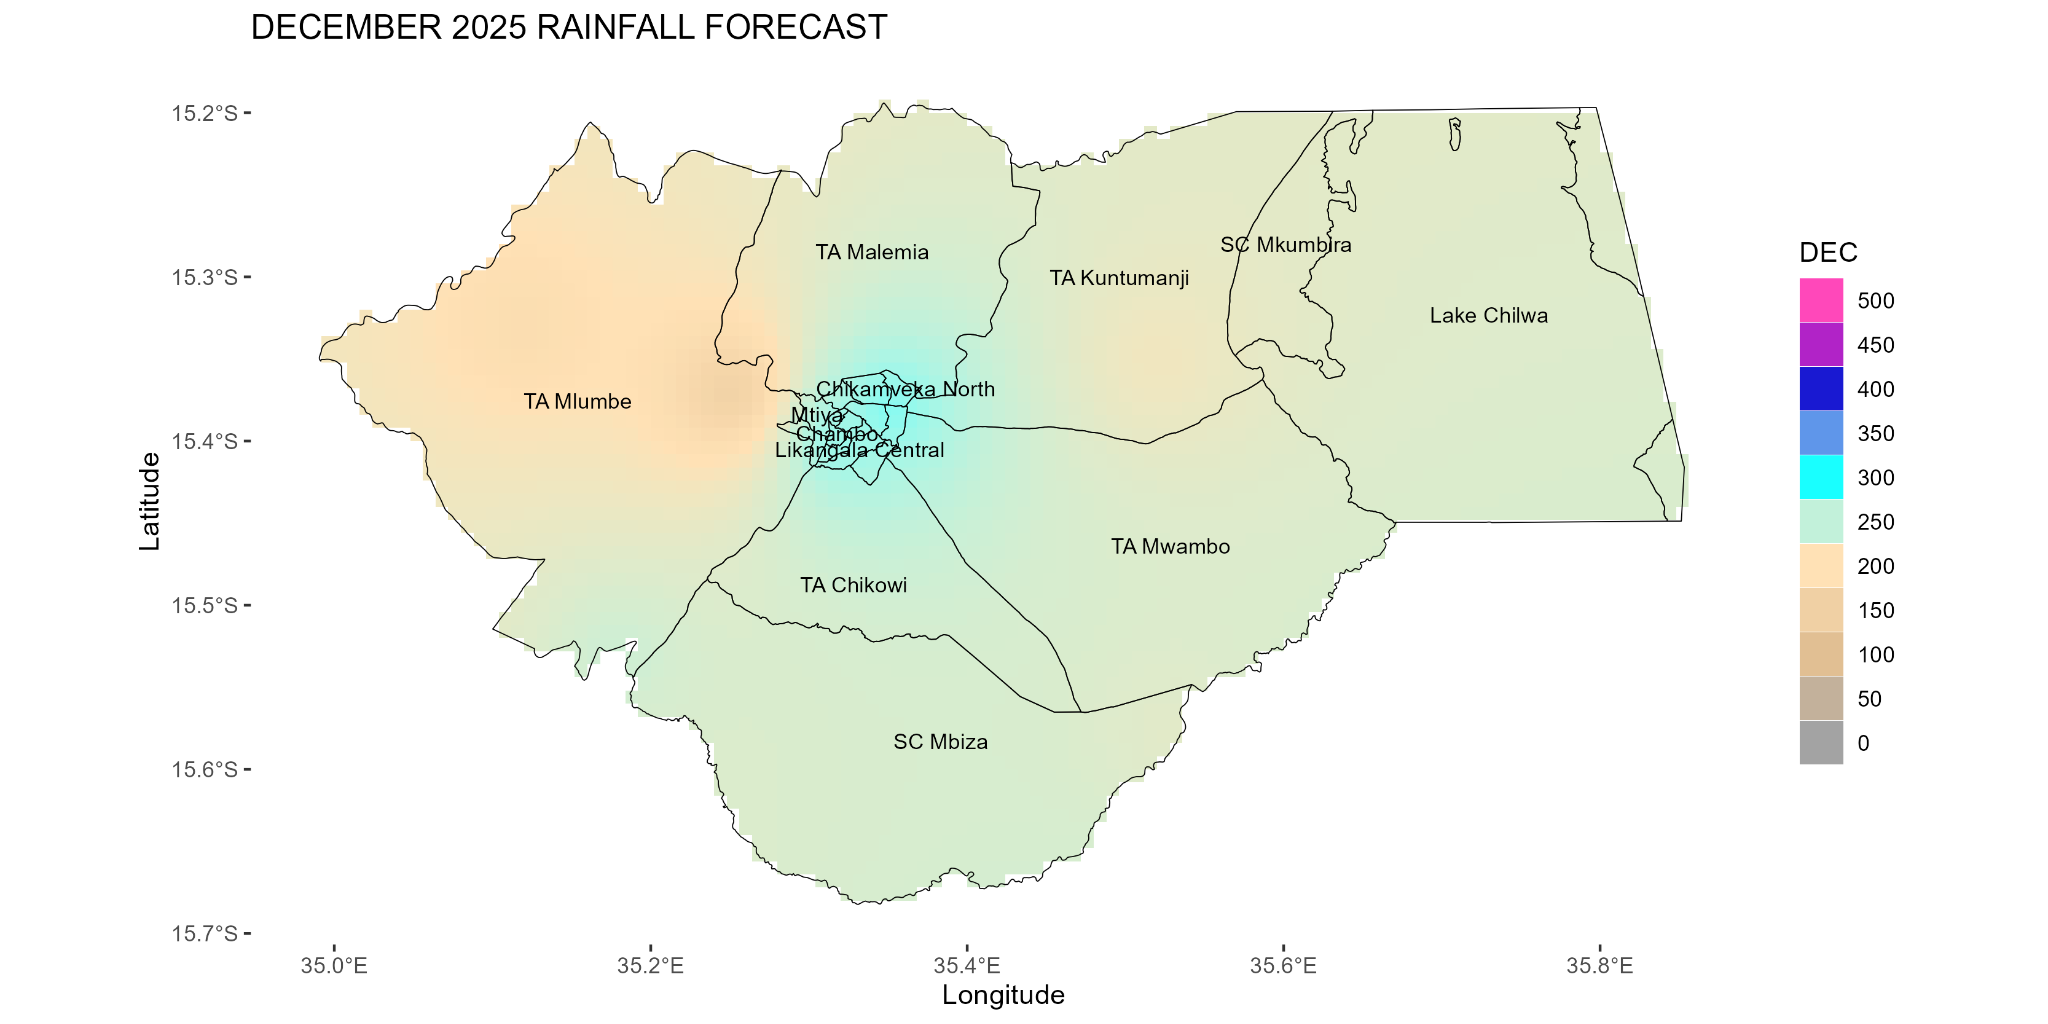 DECEMBER 2025 RAINFALL FORECAST
15.2°S
15.3°S
15.4°S
15.5°S
15.6°S
15.7°S
Latitude
TA Malemia
SC Mkumbira
TA Kuntumanji
Lake Chilwa
TA Mlumbe
Chikamveka North
Mtiya
Chambo
Likangala Central
TA Mwambo
TA Chikowi
SC Mbiza
35.0°E
35.2°E
35.4°E
35.6°E
35.8°E
Longitude
DEC
500
450
400
350
300
250
200
150
100
50
0